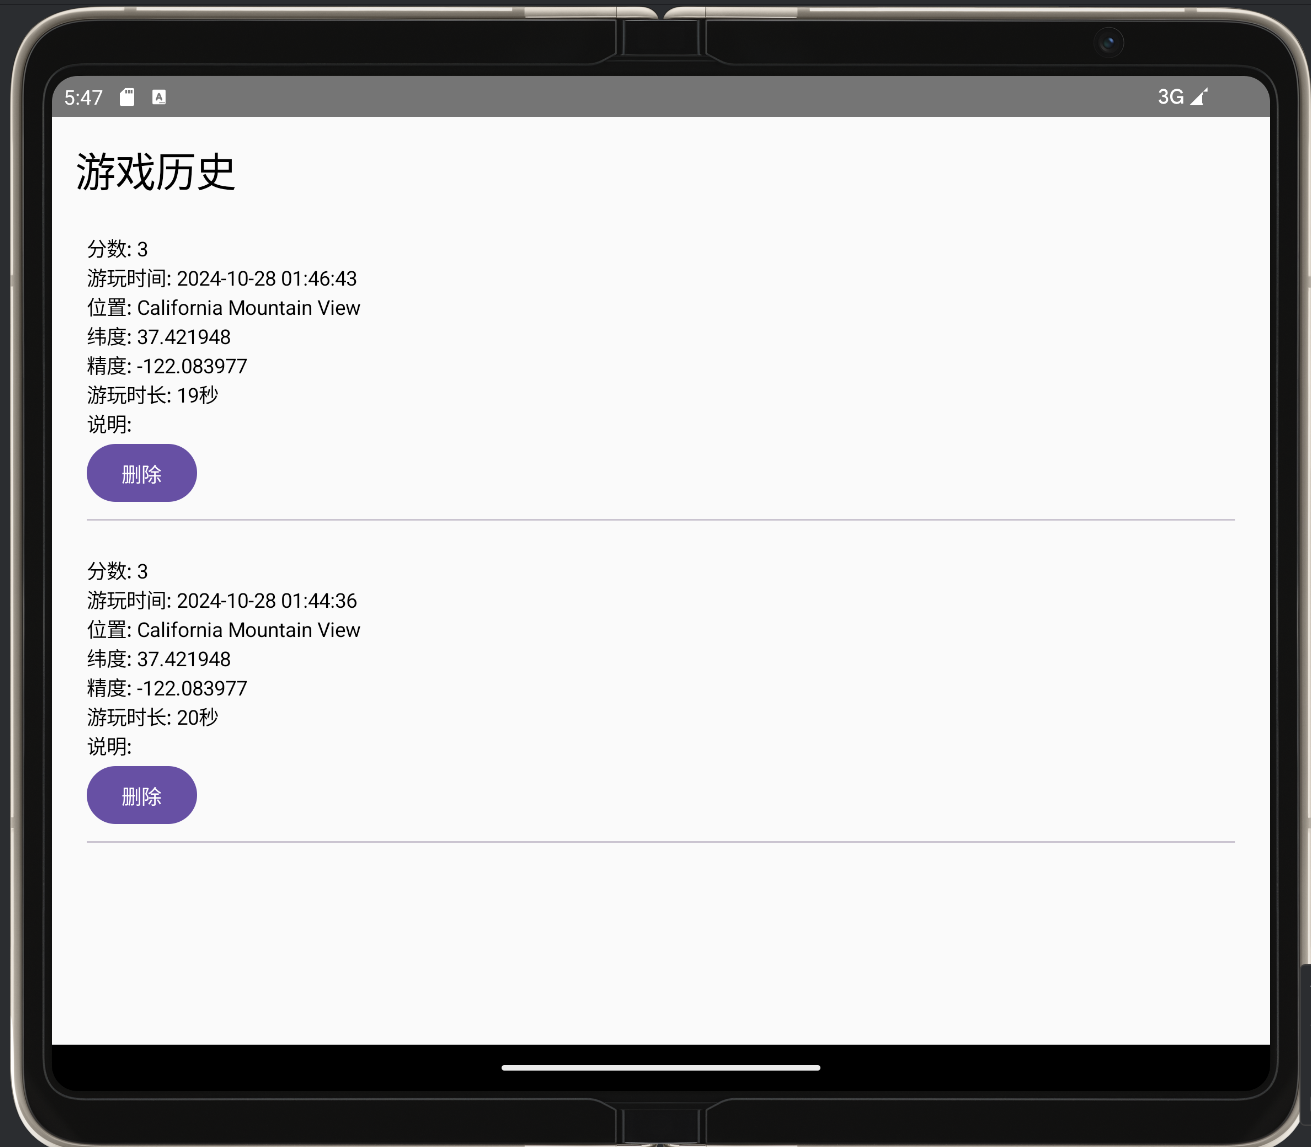 5:47
3G
游戏历史
分数: 3
游玩时间: 2024-10-28 01:46:43
位置: California Mountain View
纬度: 37.421948
精度: -122.083977
游玩时长: 19秒
说明:
删除
分数: 3
游玩时间: 2024-10-28 01:44:36
位置: California Mountain View
纬度: 37.421948
精度: -122.083977
游玩时长: 20秒
说明:
删除